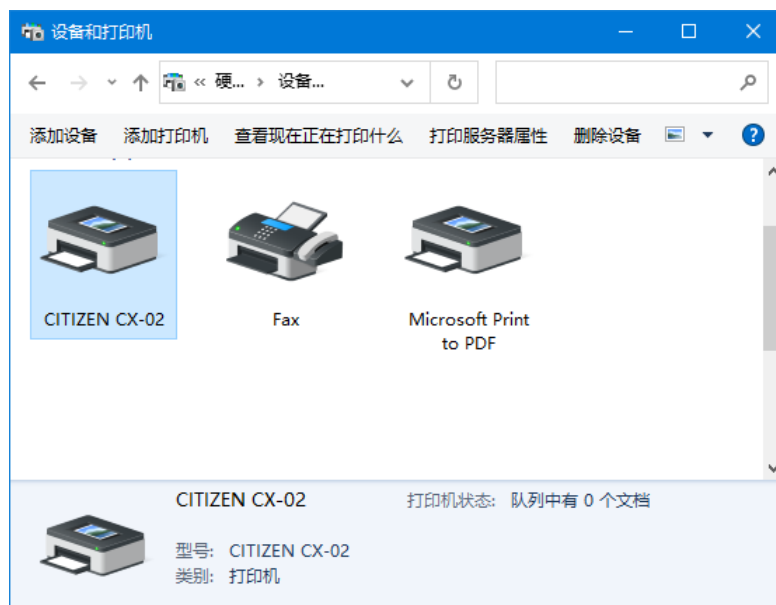 设备和打印机
« 硬... › 设备...
添加设备 添加打印机 查看现在正在打印什么 打印服务器属性 删除设备
CITIZEN CX-02
Fax
Microsoft Print
to PDF
CITIZEN CX-02 打印机状态: 队列中有 0 个文档
型号: CITIZEN CX-02
类别: 打印机